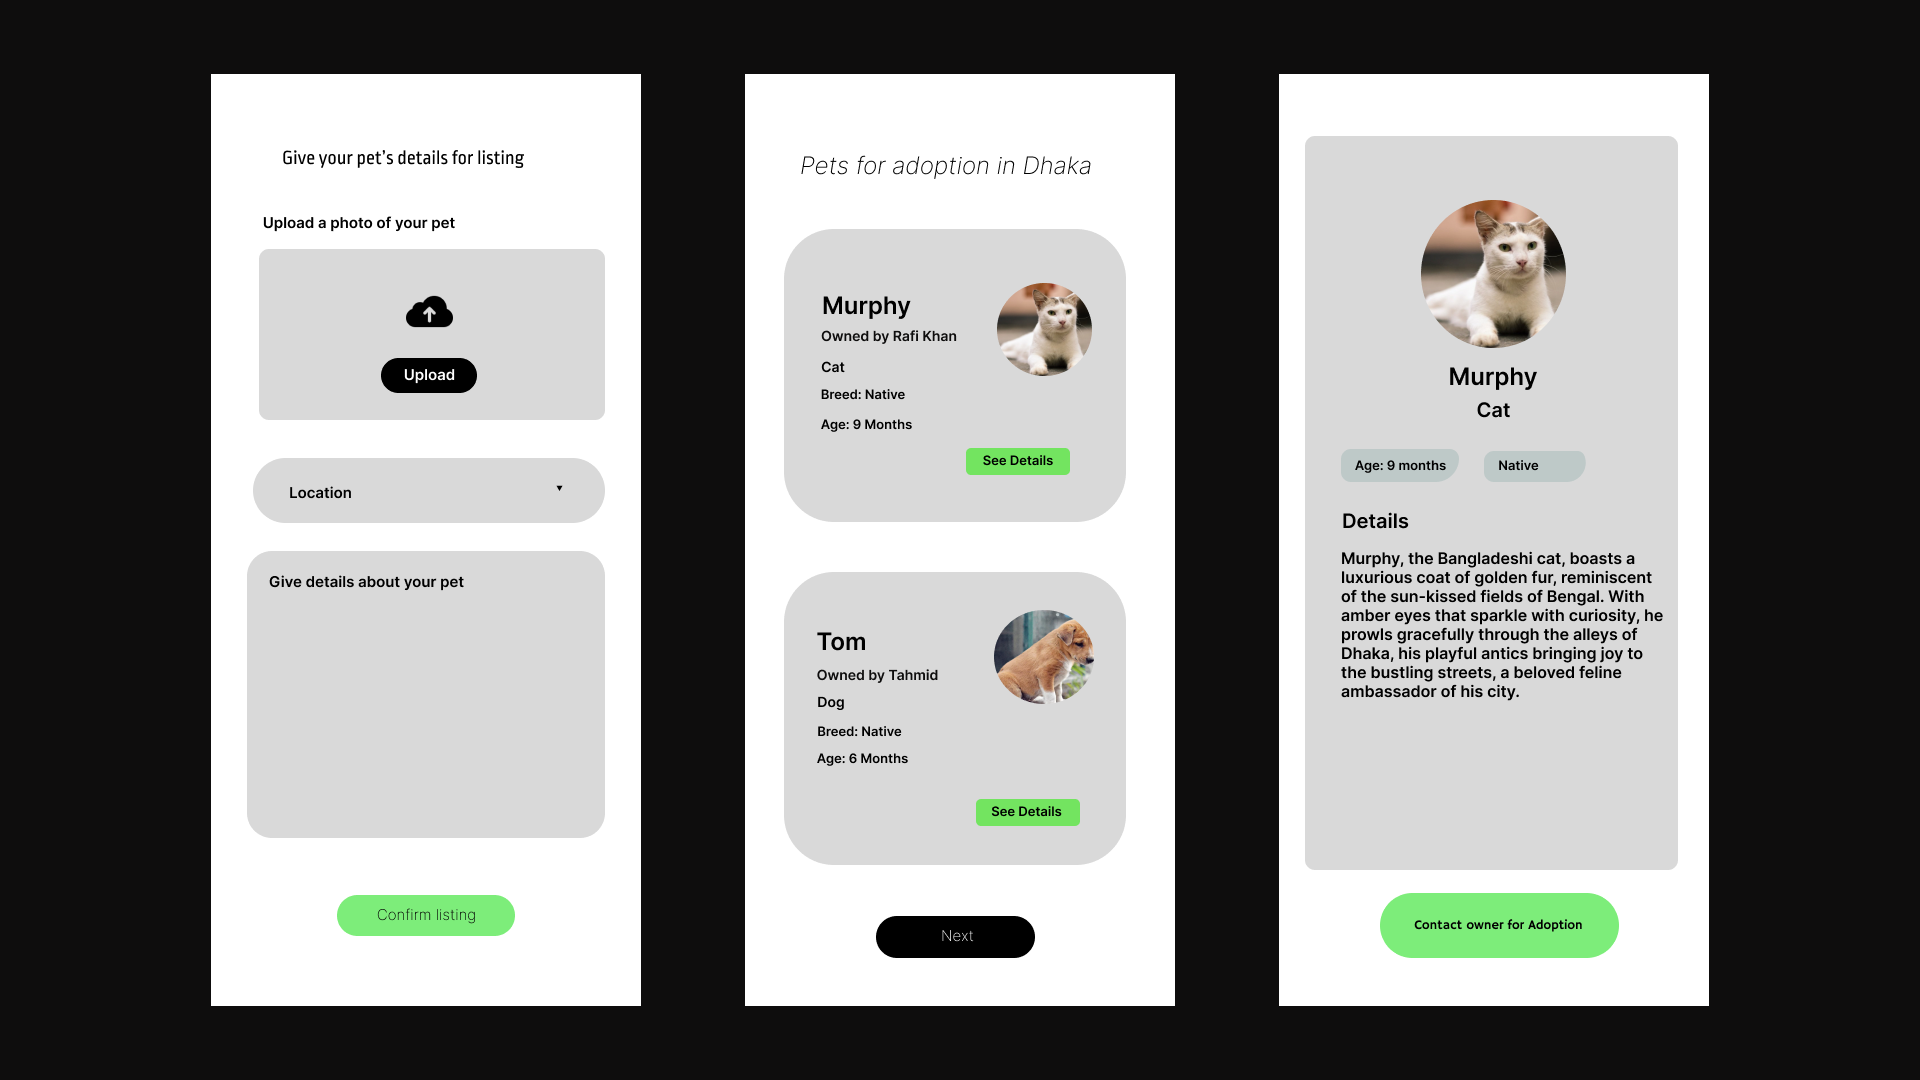 Give your pet's details for listing
Upload a photo of your pet
Upload
Location
Give details about your pet
Confirm listing
Pets for adoption in Dhaka
Murphy
Owned by Rafi Khan
Cat
Breed: Native
Age: 9 Months
See Details
Tom
Owned by Tahmid
Dog
Breed: Native
Age: 6 Months
See Details
Next
Murphy
Cat
Age: 9 months
Native
Details
Murphy, the Bangladeshi cat, boasts a
luxurious coat of golden fur, reminiscent
of the sun-kissed fields of Bengal. With
amber eyes that sparkle with curiosity, he
prowls gracefully through the alleys of
Dhaka, his playful antics bringing joy to
the bustling streets, a beloved feline
ambassador of his city.
Contact owner for Adoption